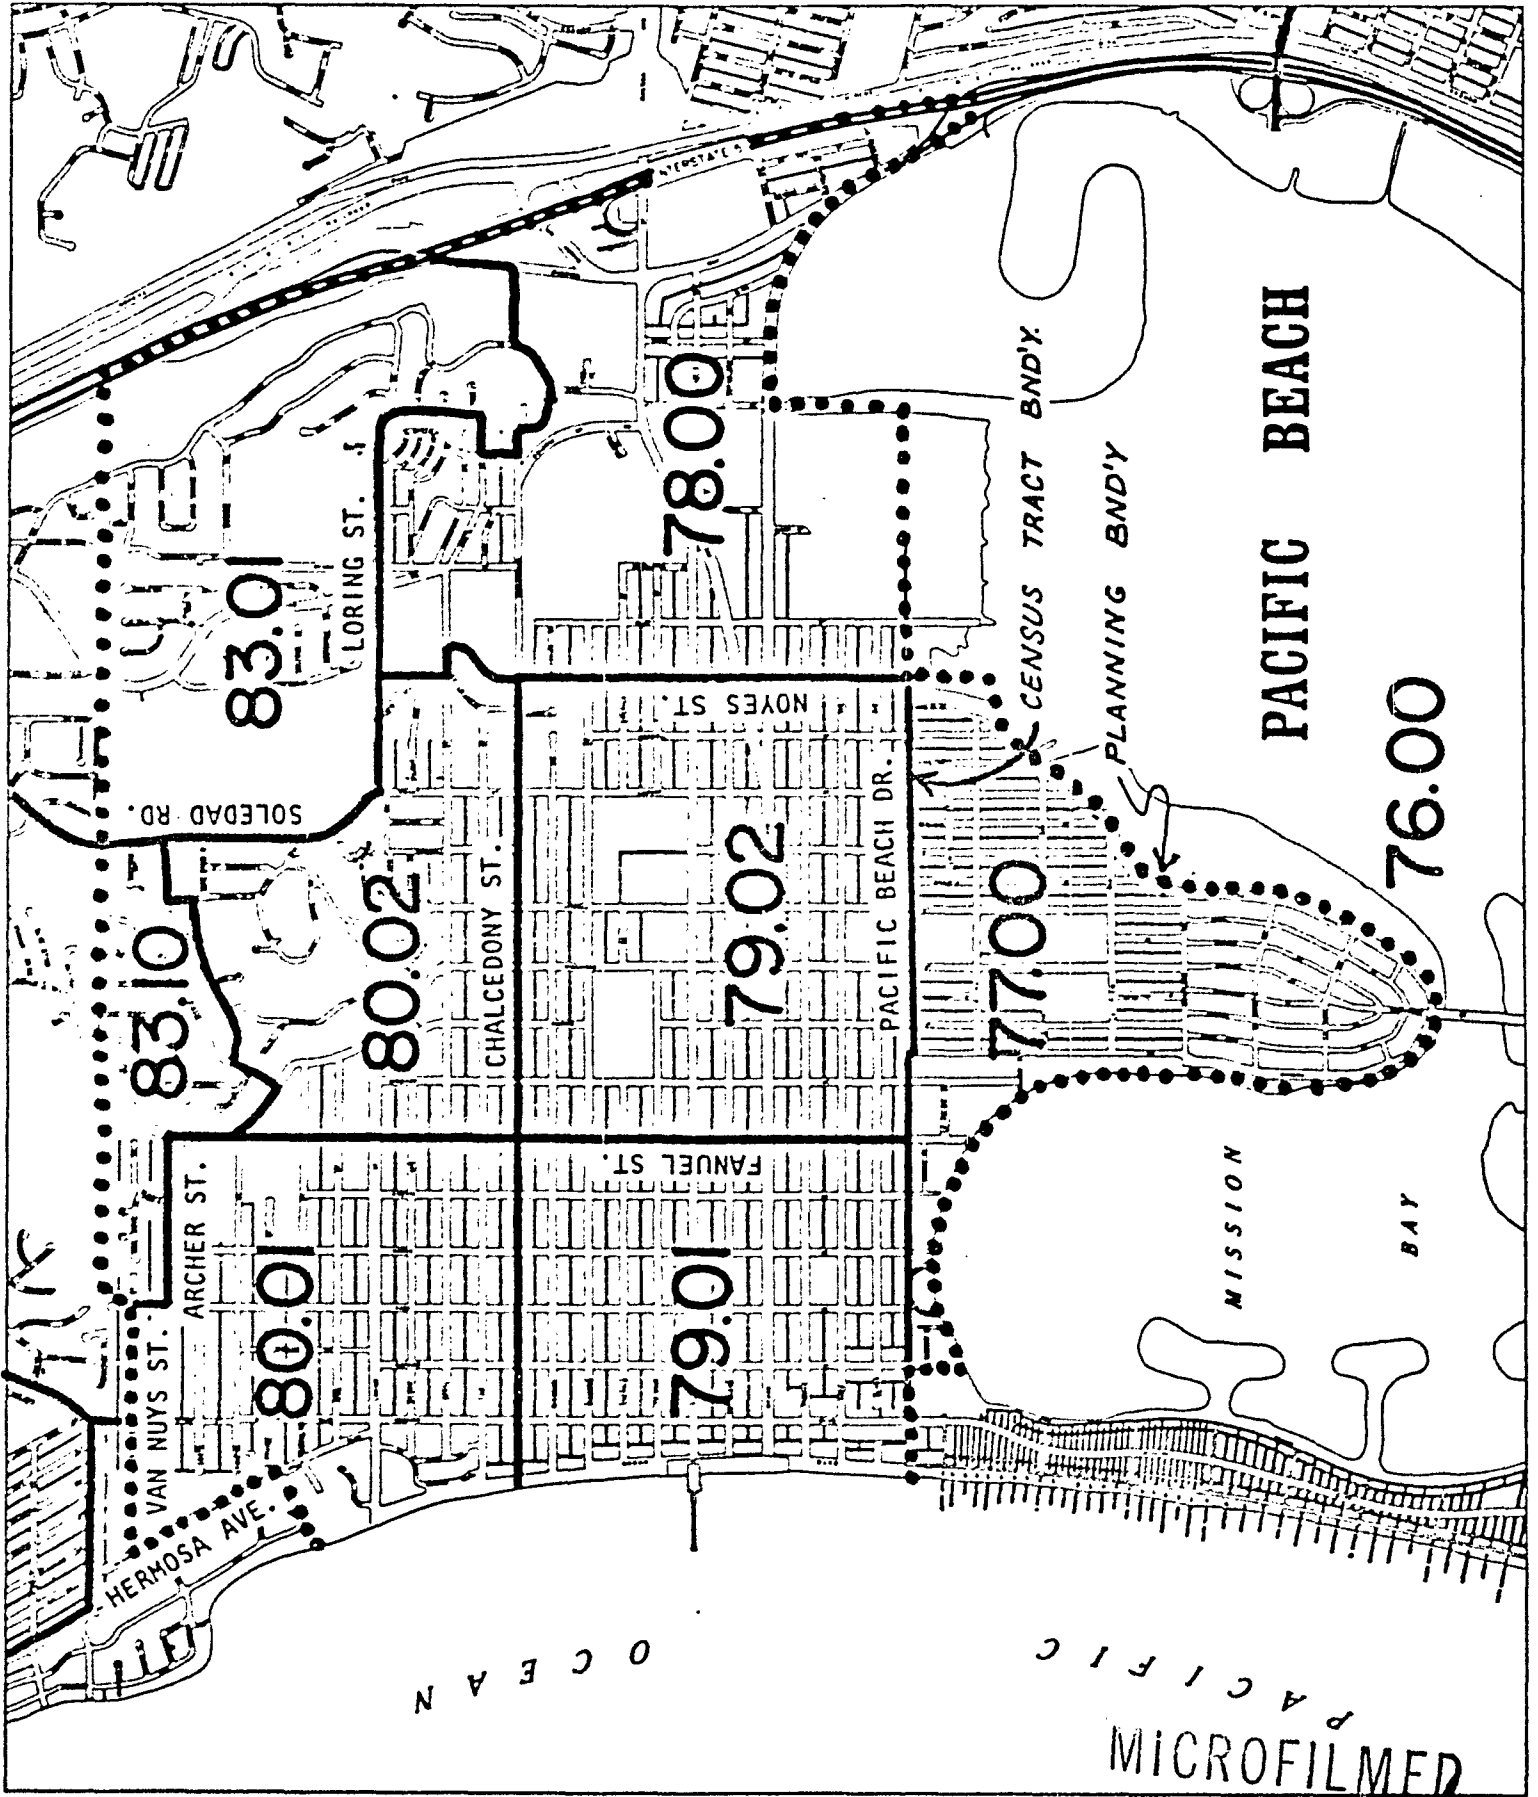 INTERSTATE 5
83.01
LORING ST.
78.00
SOLEDAD RD.
NOYES ST.
CENSUS TRACT BND'Y.
PLANNING BND'Y
PACIFIC BEACH
83.10
80.02
CHALCEDONY ST.
79.02
PACIFIC BEACH DR.
77.00
76.00
ARCHER ST.
FANUEL ST.
VAN NUYS ST.
80.01
79.01
MISSION
BAY
HERMOSA AVE.
PACIFIC
OCEAN
MICROFILMED